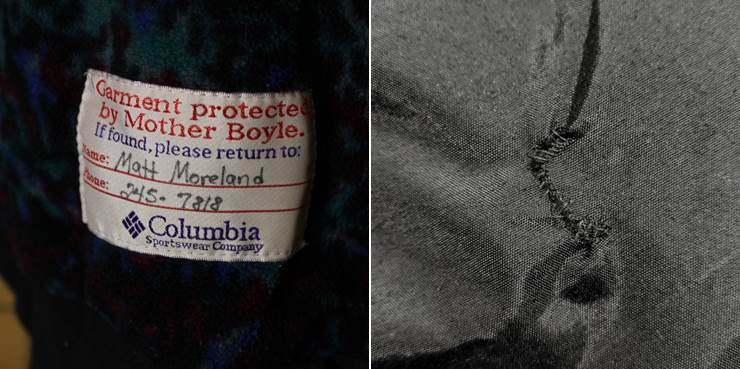 Garment protected
by Mother Boyle.
If found, please return to:
Name: Matt Moreland
Phone: 245-7818
Columbia
Sportswear Company